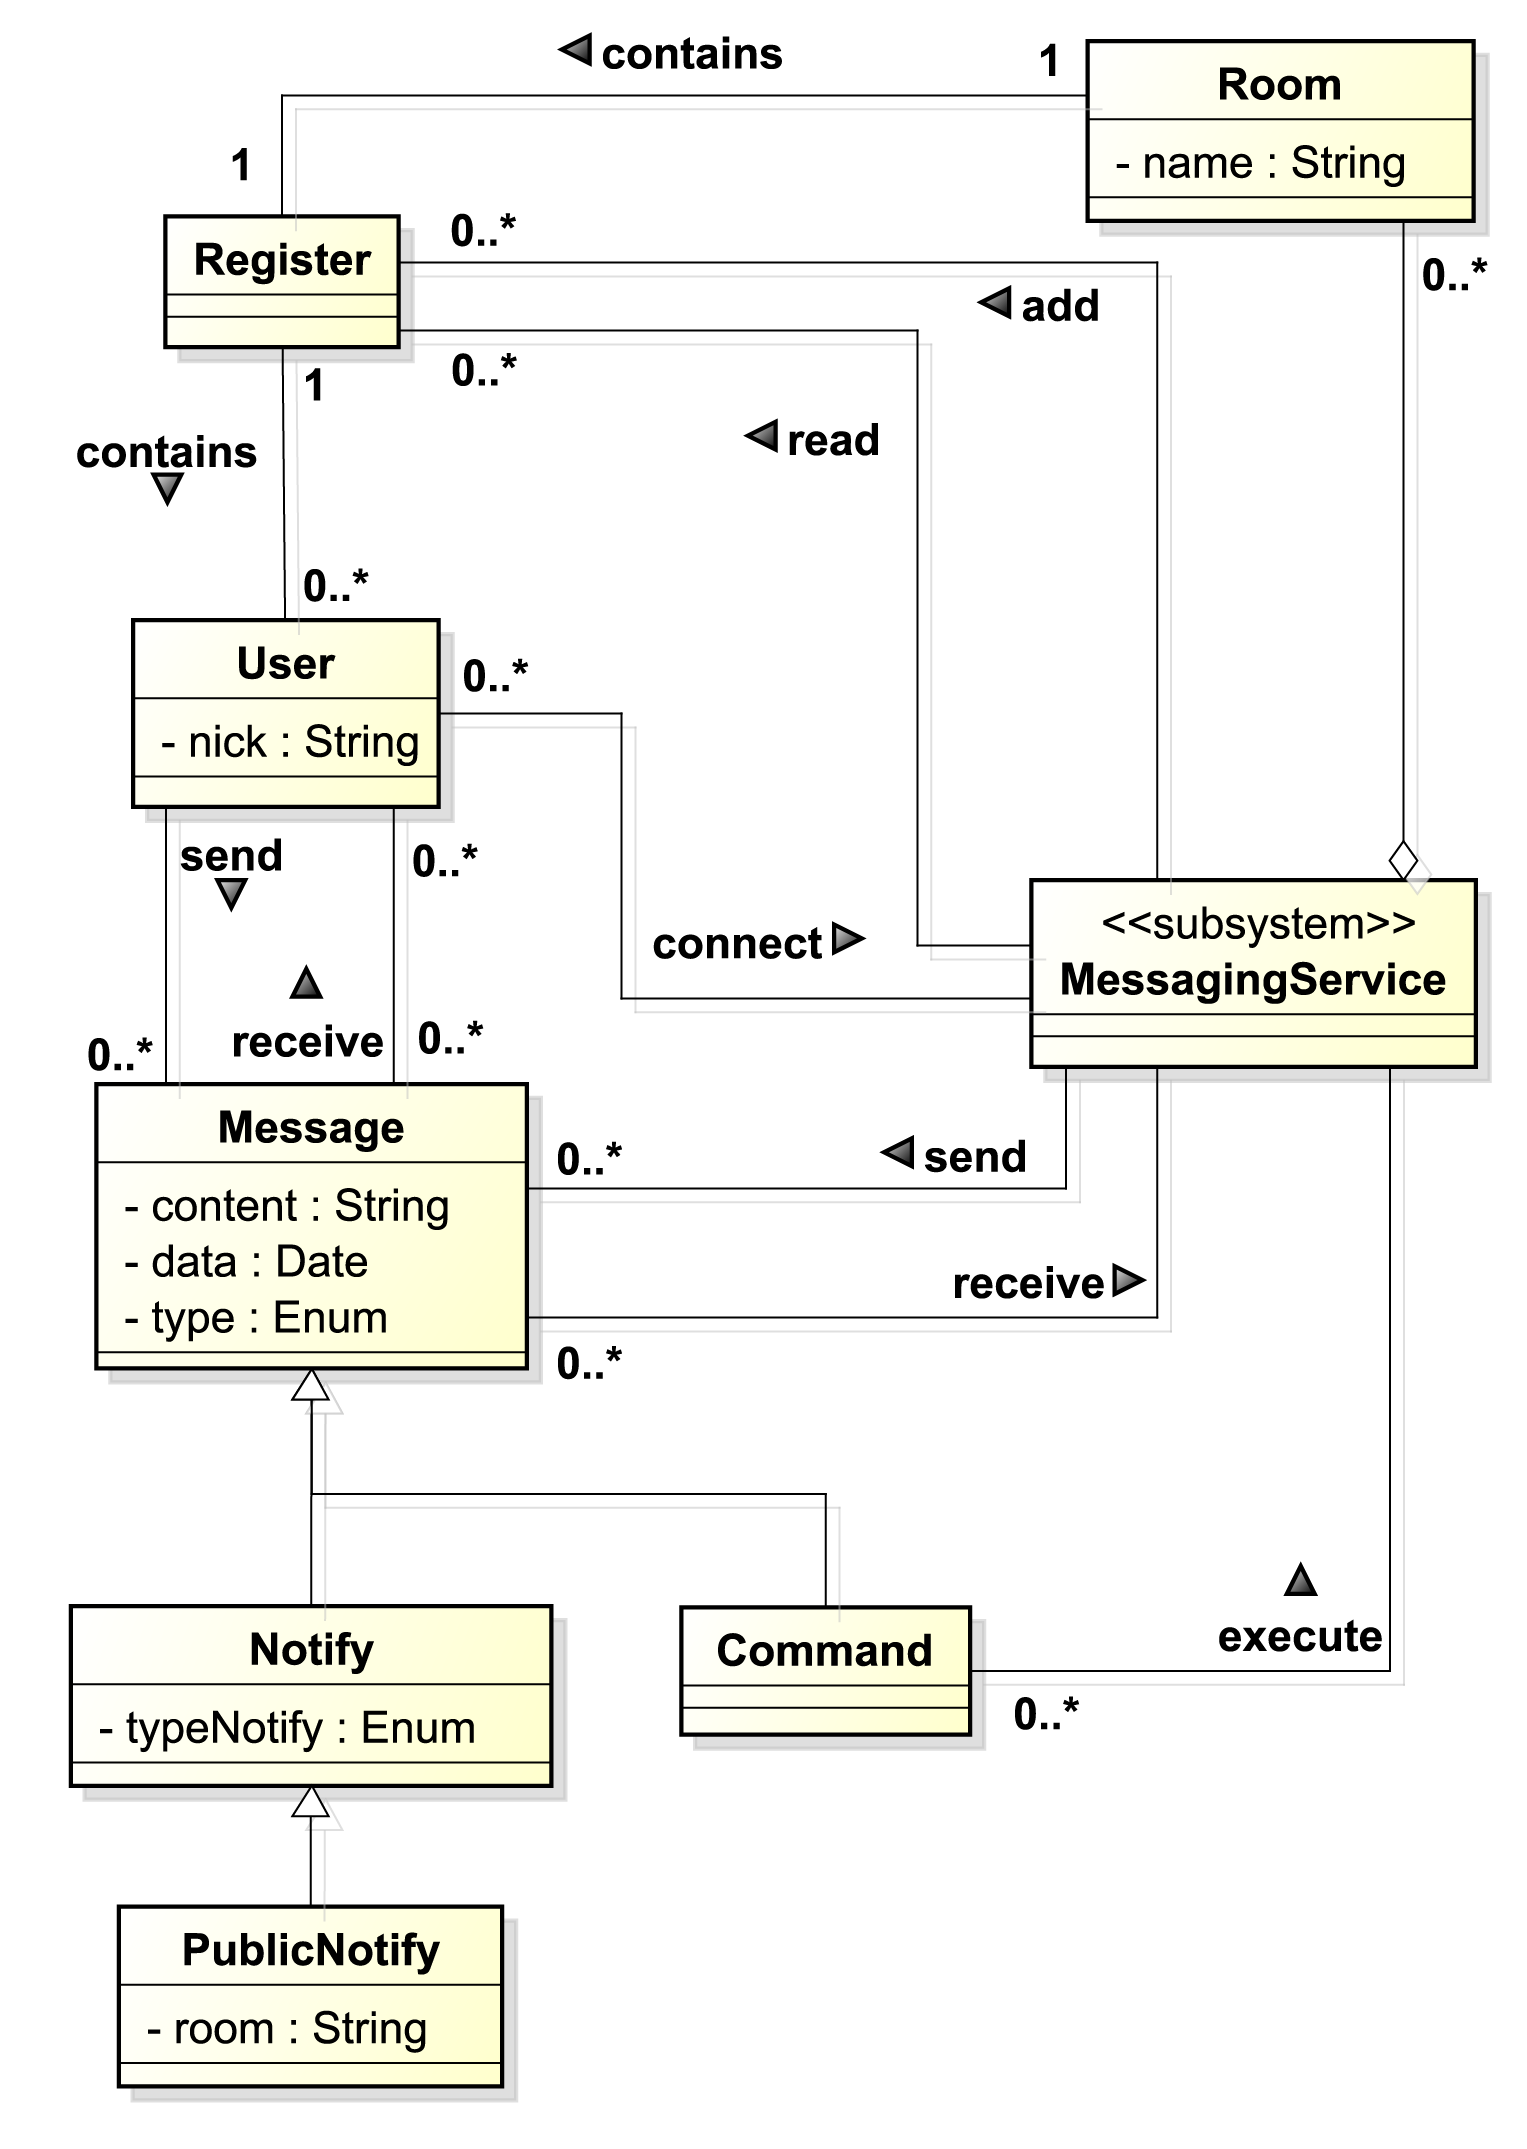 contains
1
Room
- name : String
1
Register
0..*
0..*
add
0..*
1
read
contains
0..*
User
- nick : String
0..*
send
0..*
connect
<<subsystem>>
MessagingService
receive
0..*
0..*
Message
- content : String
- data : Date
- type : Enum
0..*
send
receive
0..*
Notify
- typeNotify : Enum
Command
execute
0..*
PublicNotify
- room : String